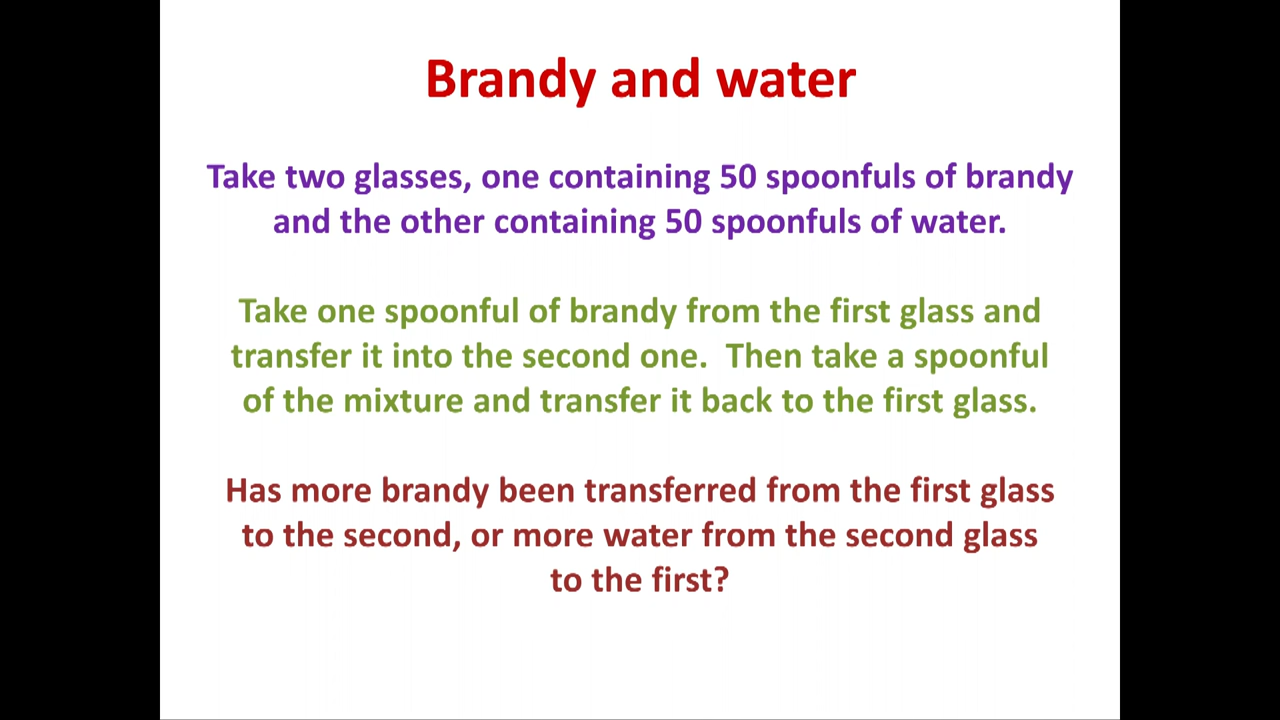 Brandy and water
Take two glasses, one containing 50 spoonfuls of brandy
and the other containing 50 spoonfuls of water.
Take one spoonful of brandy from the first glass and
transfer it into the second one.  Then take a spoonful
of the mixture and transfer it back to the first glass.
Has more brandy been transferred from the first glass
to the second, or more water from the second glass
to the first?